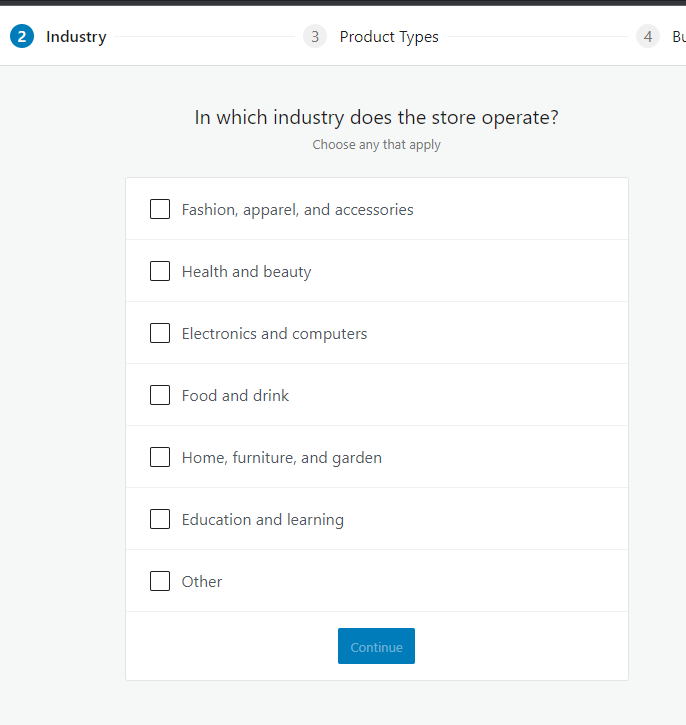 2 Industry 3 Product Types 4 Bu
In which industry does the store operate?
Choose any that apply
Fashion, apparel, and accessories
Health and beauty
Electronics and computers
Food and drink
Home, furniture, and garden
Education and learning
Other
Continue